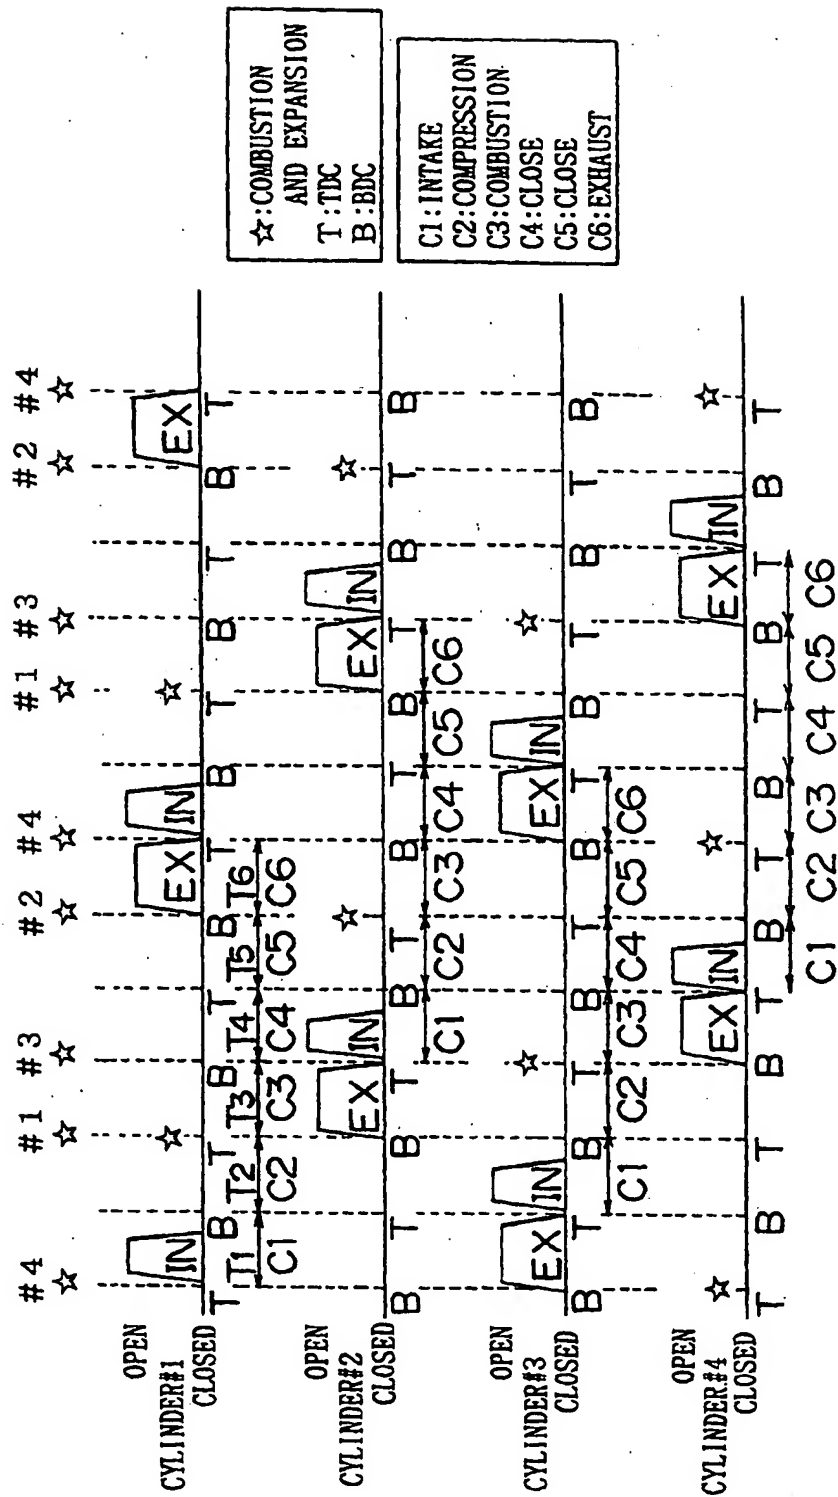 #4 #1 #3 #2 #4 #1 #3 #2 #4
☆ ☆ ☆ ☆ ☆ ☆ ☆ ☆ ☆
OPEN
CYLINDER#1 IN ☆ EX IN ☆ EX
CLOSED
T B T B T B T B T B T B T
T1 T2 T3 T4 T5 T6
C1 C2 C3 C4 C5 C6
OPEN
CYLINDER#2 EX IN ☆ EX IN ☆
CLOSED
B T B T B T B T B T B T B
C1 C2 C3 C4 C5 C6
OPEN
CYLINDER#3 EX IN ☆ EX IN ☆
CLOSED
B T B T B T B T B T B T B
C1 C2 C3 C4 C5 C6
OPEN
CYLINDER.#4 ☆ EX IN ☆ EX IN ☆
CLOSED
T B T B T B T B T B T B T
C1 C2 C3 C4 C5 C6
☆:COMBUSTION
AND EXPANSION
T:TDC
B:BDC
C1:INTAKE
C2:COMPRESSION
C3:COMBUSTION
C4:CLOSE
C5:CLOSE
C6:EXHAUST